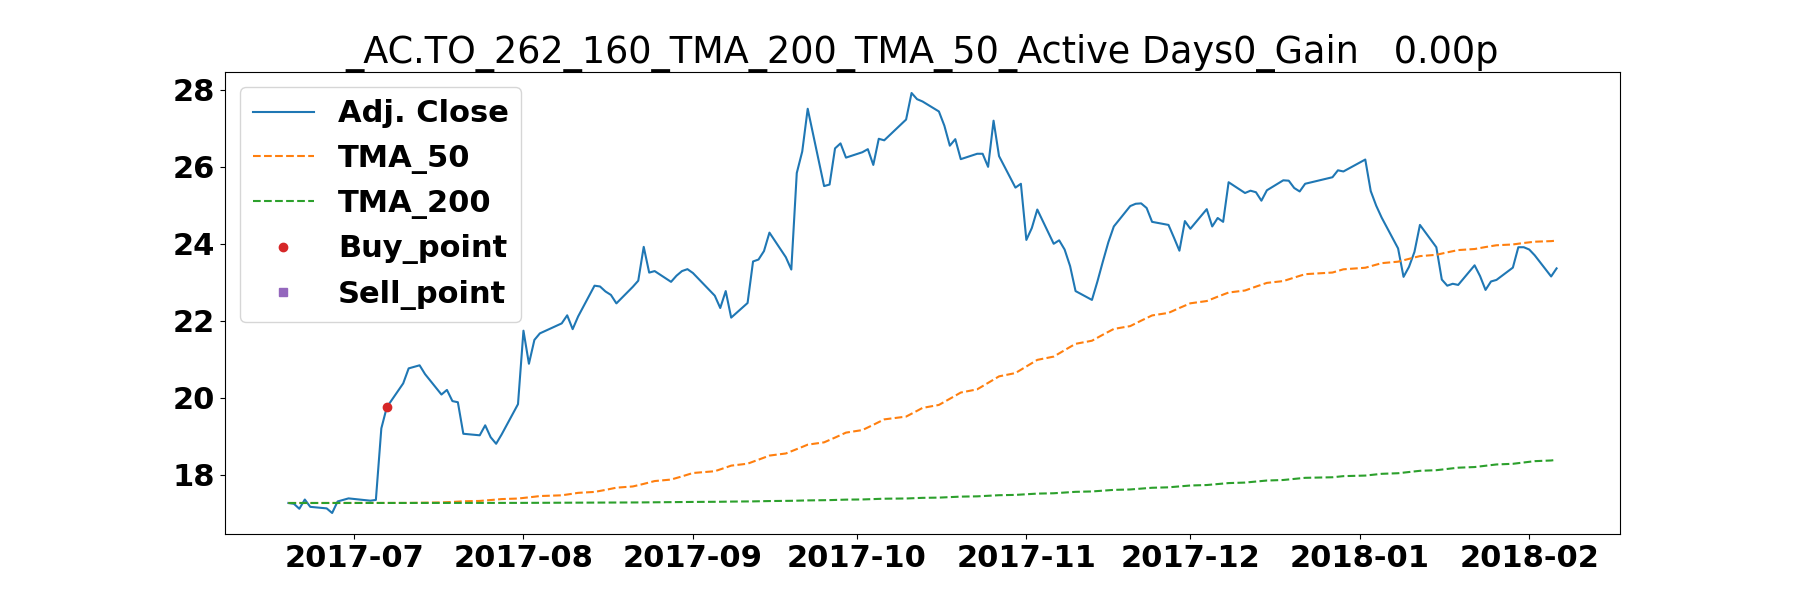 _AC.TO_262_160_TMA_200_TMA_50_Active Days0_Gain   0.00p
28
26
24
22
20
18
Adj. Close
TMA_50
TMA_200
Buy_point
Sell_point
2017-07 2017-08 2017-09 2017-10 2017-11 2017-12 2018-01 2018-02